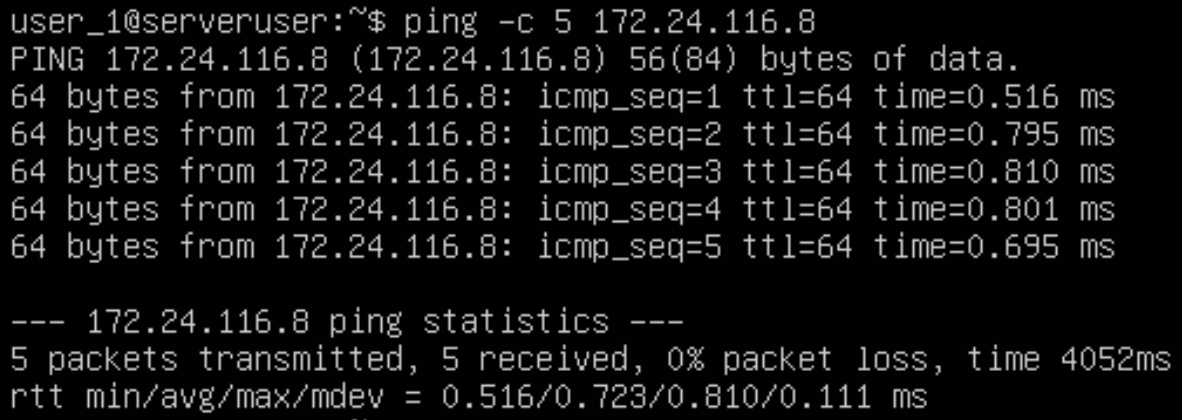 user_1@serveruser:~$ ping -c 5 172.24.116.8
PING 172.24.116.8 (172.24.116.8) 56(84) bytes of data.
64 bytes from 172.24.116.8: icmp_seq=1 ttl=64 time=0.516 ms
64 bytes from 172.24.116.8: icmp_seq=2 ttl=64 time=0.795 ms
64 bytes from 172.24.116.8: icmp_seq=3 ttl=64 time=0.810 ms
64 bytes from 172.24.116.8: icmp_seq=4 ttl=64 time=0.801 ms
64 bytes from 172.24.116.8: icmp_seq=5 ttl=64 time=0.695 ms

--- 172.24.116.8 ping statistics ---
5 packets transmitted, 5 received, 0% packet loss, time 4052ms
rtt min/avg/max/mdev = 0.516/0.723/0.810/0.111 ms